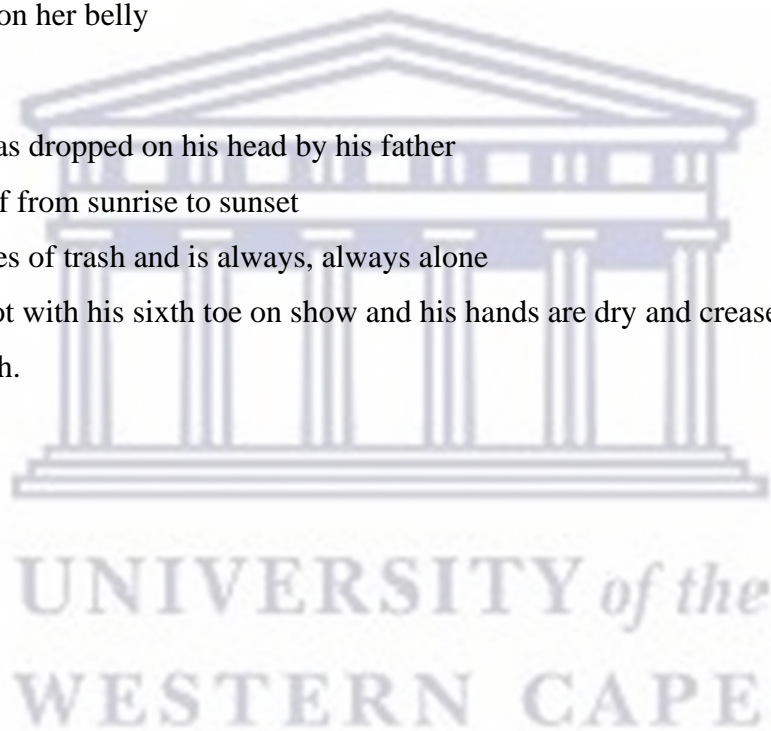 on her belly
as dropped on his head by his father
f from sunrise to sunset
es of trash and is always, always alone
ot with his sixth toe on show and his hands are dry and crease
h.
UNIVERSITY of the
WESTERN CAPE